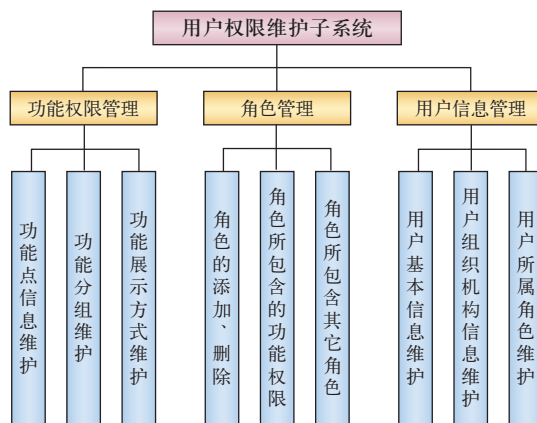 用户权限维护子系统
功能权限管理
角色管理
用户信息管理
功能点信息维护
功能分组维护
功能展示方式维护
角色的添加、删除
角色所包含的功能权限
角色所包含其它角色
用户基本信息维护
用户组织机构信息维护
用户所属角色维护